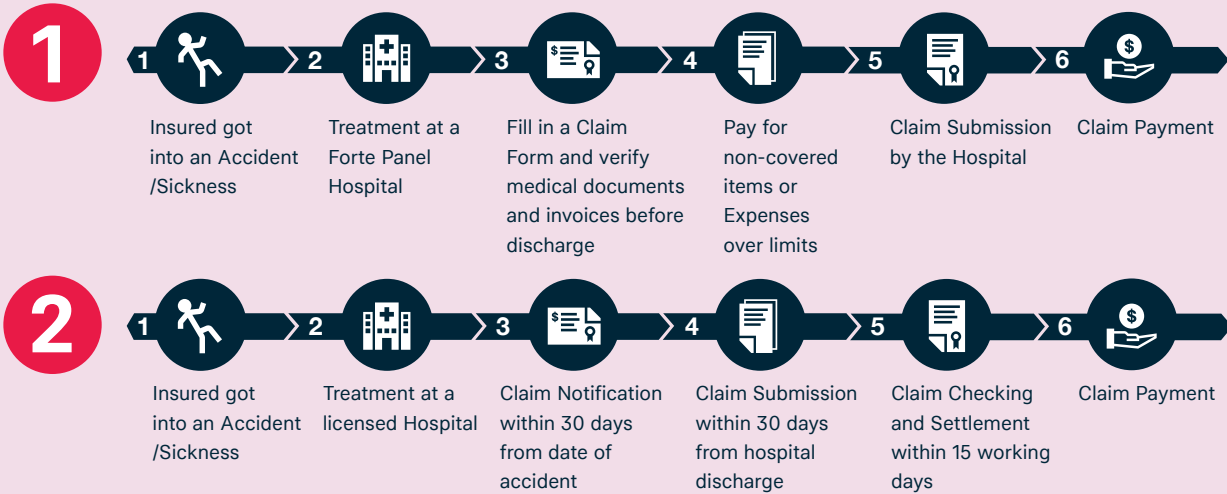 1
1
2
3
4
5
6
$
$
Insured got
into an Accident
/Sickness
Treatment at a
Forte Panel
Hospital
Fill in a Claim
Form and verify
medical documents
and invoices before
discharge
Pay for
non-covered
items or
Expenses
over limits
Claim Submission
by the Hospital
Claim Payment
2
1
2
3
4
5
6
$
$
Insured got
into an Accident
/Sickness
Treatment at a
licensed Hospital
Claim Notification
within 30 days
from date of
accident
Claim Submission
within 30 days
from hospital
discharge
Claim Checking
and Settlement
within 15 working
days
Claim Payment